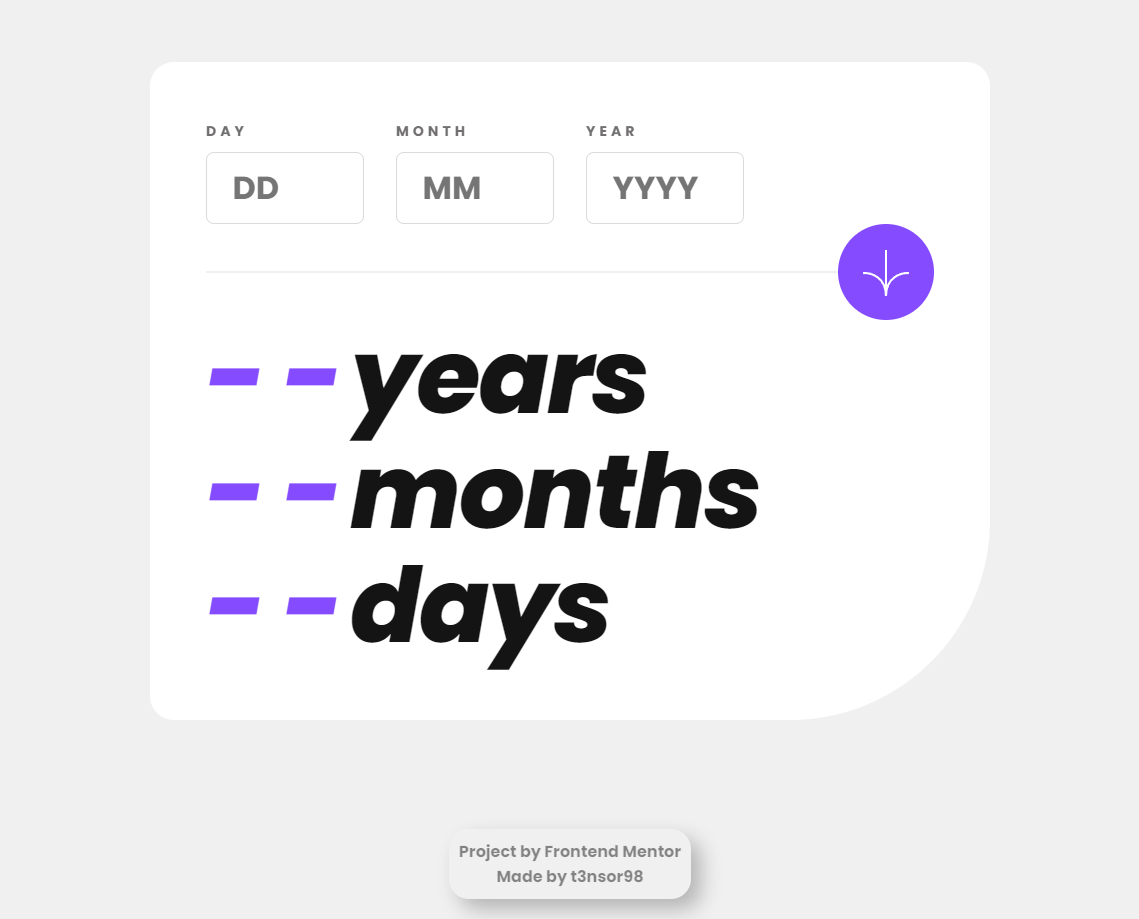 DAY MONTH YEAR
DD MM YYYY
- - years
- - months
- - days
Project by Frontend Mentor
Made by t3nsor98